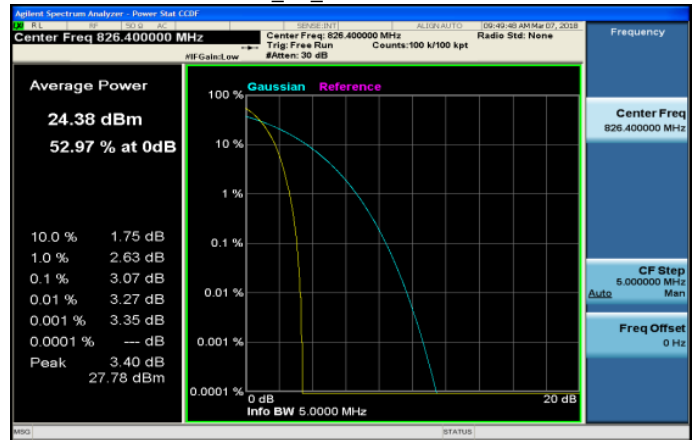 Agilent Spectrum Analyzer - Power Stat CCDF
RL RF 50 Ω AC SENSE:INT ALIGN AUTO 09:49:48 AM Mar 07, 2018
Center Freq 826.400000 MHz
Center Freq: 826.400000 MHz Radio Std: None
Trig: Free Run Counts:100 k/100 kpt
#IFGain:Low #Atten: 30 dB
Frequency
Average Power
24.38 dBm
52.97 % at 0dB
10.0 % 1.75 dB
1.0 % 2.63 dB
0.1 % 3.07 dB
0.01 % 3.27 dB
0.001 % 3.35 dB
0.0001 % --- dB
Peak 3.40 dB
27.78 dBm
Gaussian Reference
100 %
10 %
1 %
0.1 %
0.01 %
0.001 %
0.0001 %
0 dB 20 dB
Info BW 5.0000 MHz
Center Freq
826.400000 MHz
CF Step
5.000000 MHz
Auto Man
Freq Offset
0 Hz
MSG STATUS